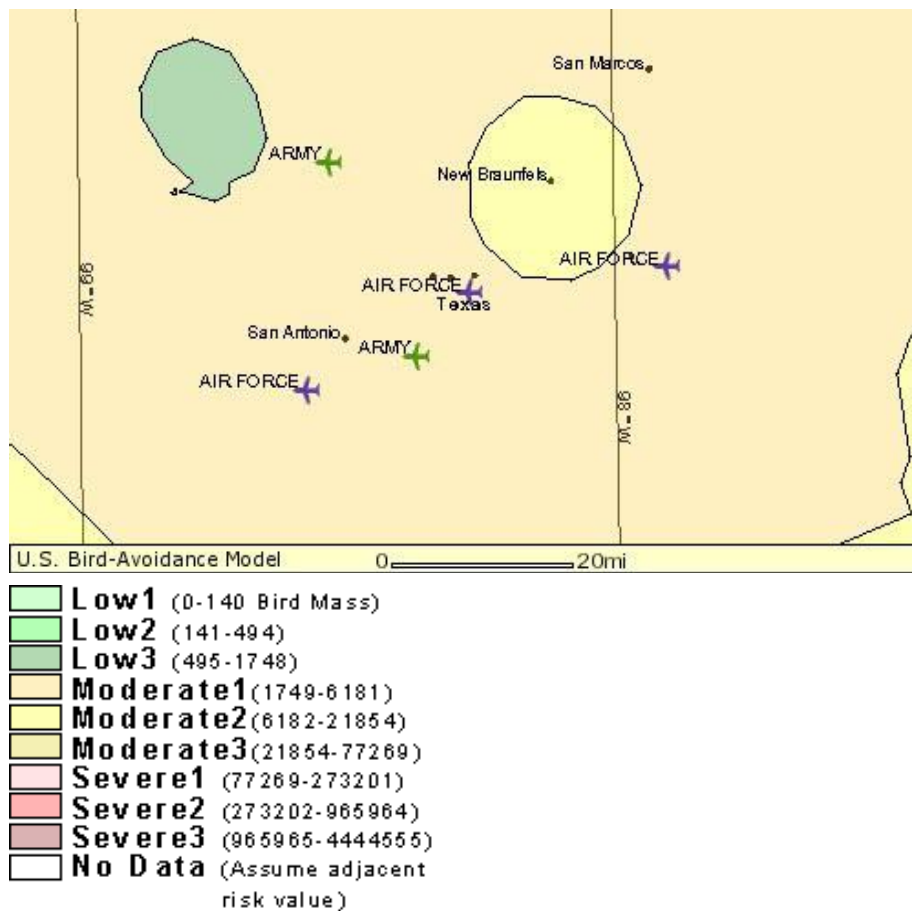 San Marcos
ARMY
New Braunfels
AIR FORCE
AIR FORCE
Texas
99°W
San Antonio
ARMY
AIR FORCE
98°W
U.S. Bird-Avoidance Model 0 20mi
Low1 (0-140 Bird Mass)
Low2 (141-494)
Low3 (495-1748)
Moderate1 (1749-6181)
Moderate2 (6182-21854)
Moderate3 (21854-77269)
Severe1 (77269-273201)
Severe2 (273202-965964)
Severe3 (965965-4444555)
No Data (Assume adjacent
risk value)